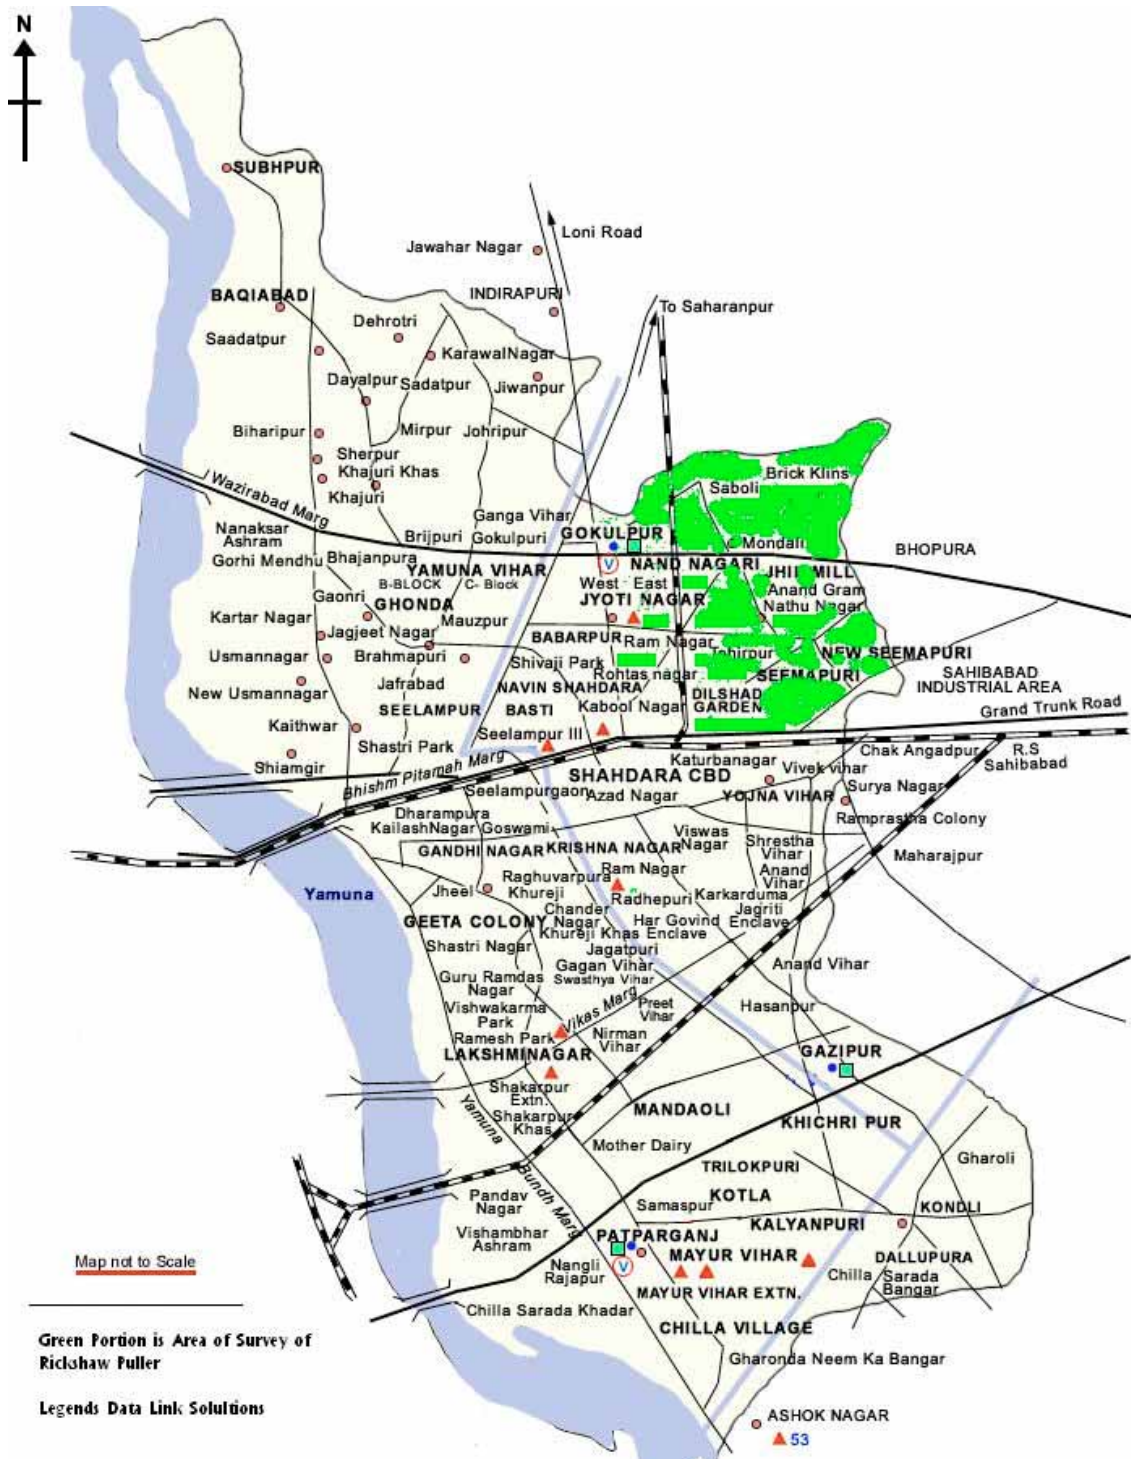 N
SUBHPUR
Loni Road
Jawahar Nagar
INDIRAPURI
BAQIABAD
To Saharanpur
Dehrotri
Saadatpur
KarawalNagar
Dayalpur
Sadatpur
Jiwanpur
Biharipur
Mirpur
Johripur
Sherpur
Khajuri Khas
Brick Klins
Saboli
Khajuri
Wazirabad Marg
Ganga Vihar
Nanaksar
Ashram
Brijpuri
Gokulpuri
GOKULPUR
Mondali
BHOPURA
Gorhi Mendhu
Bhajanpura
YAMUNA VIHAR
V
NAND NAGARI
JHILMILL
B-BLOCK
C- Block
West
East
Anand Gram
Gaonri
GHONDA
JYOTI NAGAR
Nathu Nagar
Kartar Nagar
Mauzpur
Jagjeet Nagar
BABARPUR
Ram Nagar
Usmannagar
Brahmapuri
Shivaji Park
NEW SEEMAPURI
Rohtas nagar
SEEMAPURI
SAHIBABAD
INDUSTRIAL AREA
New Usmannagar
Jafrabad
NAVIN SHAHDARA
DILSHAD
GARDEN
SEELAMPUR
BASTI
Kabool Nagar
Grand Trunk Road
Kaithwar
Seelampur III
Shastri Park
Chak Angadpur
R.S
Sahibabad
Shiamgir
Bhishm Pitamah Marg
Katurbanagar
Vivek vihar
SHAHDARA CBD
Seelampurgaon
Azad Nagar
YOJNA VIHAR
Surya Nagar
Dharampura
Ramprastha Colony
KailashNagar
Goswami
Viswas
Nagar
Shrestha
Vihar
GANDHI NAGAR
KRISHNA NAGAR
Maharajpur
Raghuvarpura
Ram Nagar
Anand
Vihar
Yamuna
Jheel
Khureji
Radhepuri
Karkarduma
Chander
Nagar
Jagriti
Enclave
GEETA COLONY
Har Govind
Enclave
Khureji Khas
Shastri Nagar
Jagatpuri
Gagan Vihar
Anand Vihar
Guru Ramdas
Nagar
Swasthya Vihar
Vishwakarma
Park
Vikas Marg
Preet
Vihar
Hasanpur
Ramesh Park
Nirman
Vihar
LAKSHMINAGAR
GAZIPUR
Shakarpur
Extn.
MANDAOLI
Shakarpur
Khas
KHICHRI PUR
Yamuna
Bundh Marg
Mother Dairy
Gharoli
TRILOKPURI
Pandav
Nagar
Samaspur
KOTLA
KONDLI
KALYANPURI
Vishambhar
Ashram
PATPARGANJ
MAYUR VIHAR
DALLUPURA
V
Nangli
Rajapur
Chilla
Sarada
Bangar
MAYUR VIHAR EXTN.
Map not to Scale
Chilla Sarada Khadar
CHILLA VILLAGE
Green Portion is Area of Survey of
Rickshaw Puller
Gharonda Neem Ka Bangar
Legends Data Link Solultions
ASHOK NAGAR
53